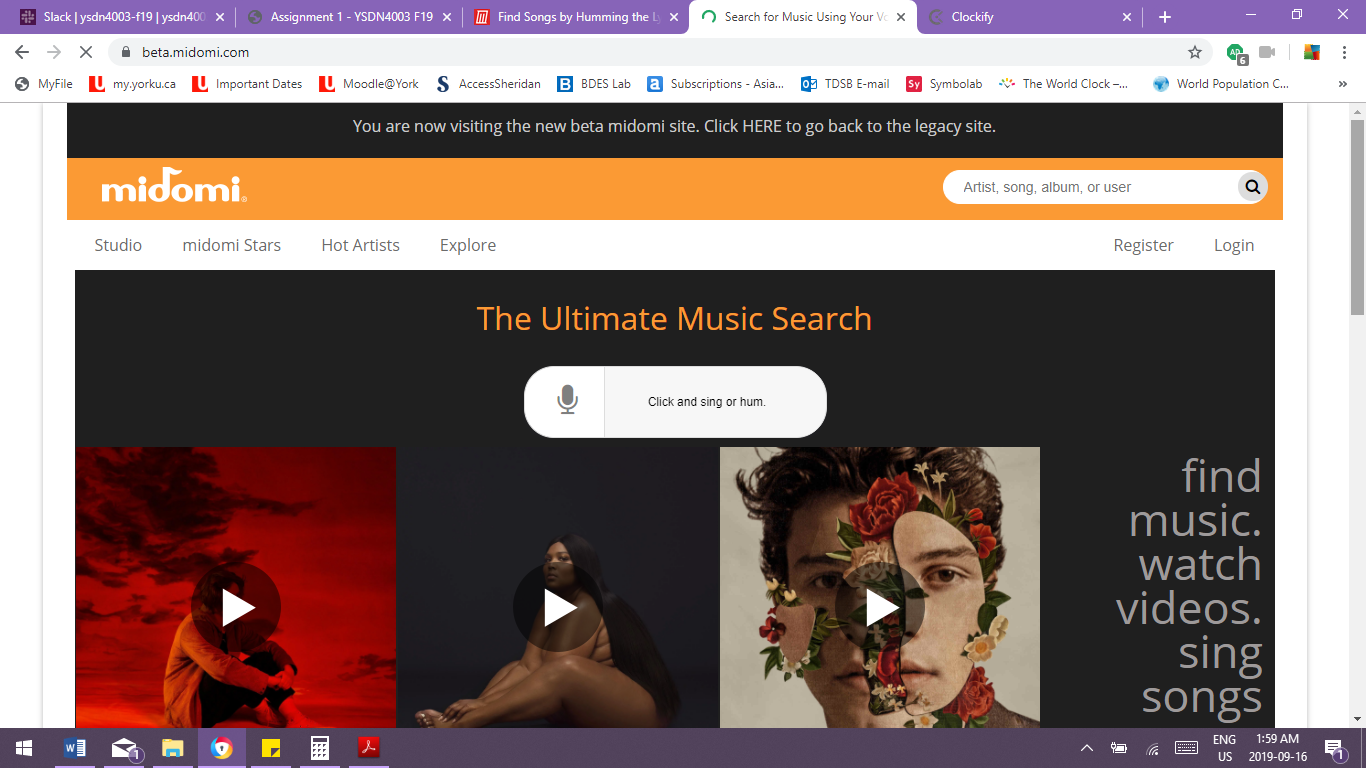 Slack | ysdn4003-f19 | ysdn400
Assignment 1 - YSDN4003 F19
Find Songs by Humming the Ly
Search for Music Using Your Vo
Clockify
beta.midomi.com
6
MyFile
my.yorku.ca
Important Dates
Moodle@York
AccessSheridan
BDES Lab
Subscriptions - Asia...
TDSB E-mail
Symbolab
The World Clock –...
World Population C...
You are now visiting the new beta midomi site. Click HERE to go back to the legacy site.
midomi®
Artist, song, album, or user
Studio
midomi Stars
Hot Artists
Explore
Register
Login
The Ultimate Music Search
Click and sing or hum.
find
music.
watch
videos.
sing
songs
1
ENG
US
1:59 AM
2019-09-16
1